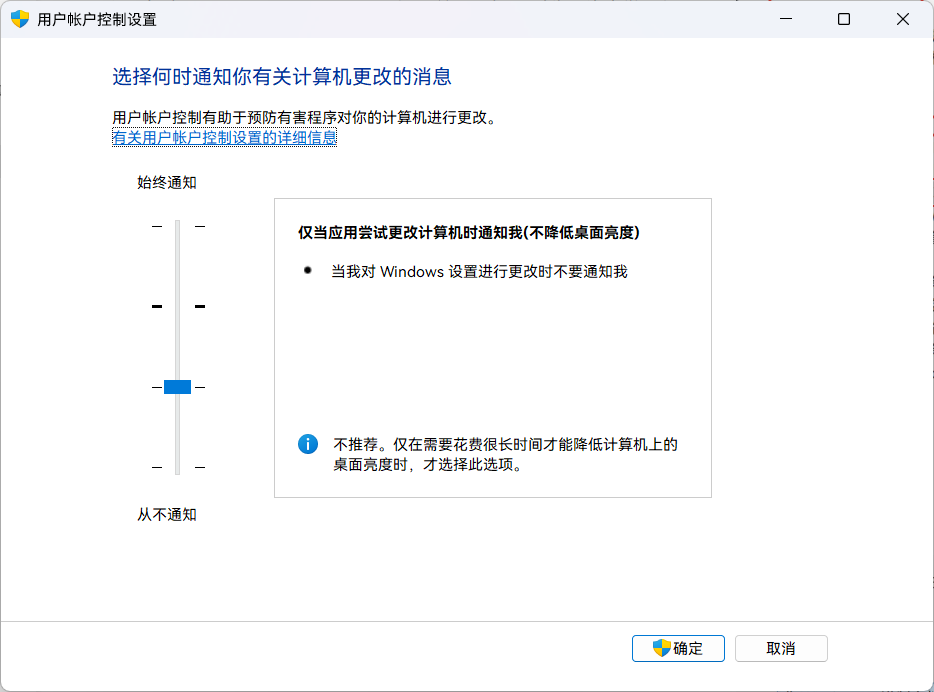 用户帐户控制设置
选择何时通知你有关计算机更改的消息
用户帐户控制有助于预防有害程序对你的计算机进行更改。
有关用户帐户控制设置的详细信息
始终通知
仅当应用尝试更改计算机时通知我(不降低桌面亮度)
当我对 Windows 设置进行更改时不要通知我
不推荐。仅在需要花费很长时间才能降低计算机上的
桌面亮度时，才选择此选项。
从不通知
确定
取消